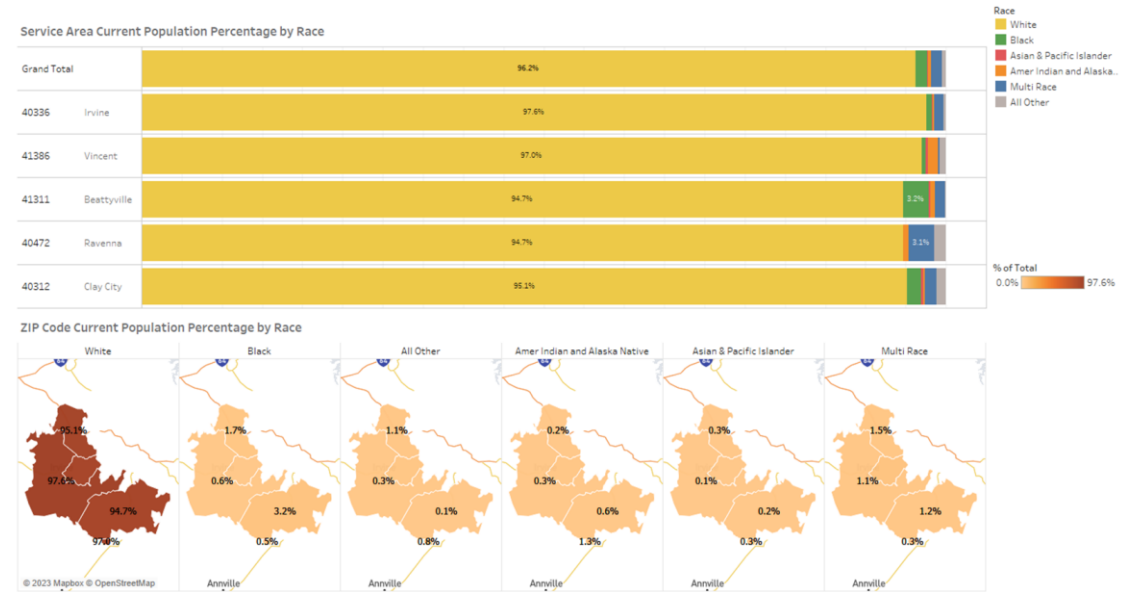 Service Area Current Population Percentage by Race
Grand Total 96.2%
40336 Irvine 97.6%
41386 Vincent 97.0%
41311 Beattyville 94.7% 3.2%
40472 Ravenna 94.7% 3.1%
40312 Clay City 95.1%
Race
White
Black
Asian & Pacific Islander
Amer Indian and Alaska..
Multi Race
All Other
% of Total
0.0% 97.6%
ZIP Code Current Population Percentage by Race
White Black All Other Amer Indian and Alaska Native Asian & Pacific Islander Multi Race
95.1% 1.7% 1.1% 0.2% 0.3% 1.5%
97.6% 0.6% 0.3% 0.3% 0.1% 1.1%
94.7% 3.2% 0.1% 0.6% 0.2% 1.2%
97.0% 0.5% 0.8% 1.3% 0.3% 0.3%
© 2023 Mapbox © OpenStreetMap Annville Annville Annville Annville Annville